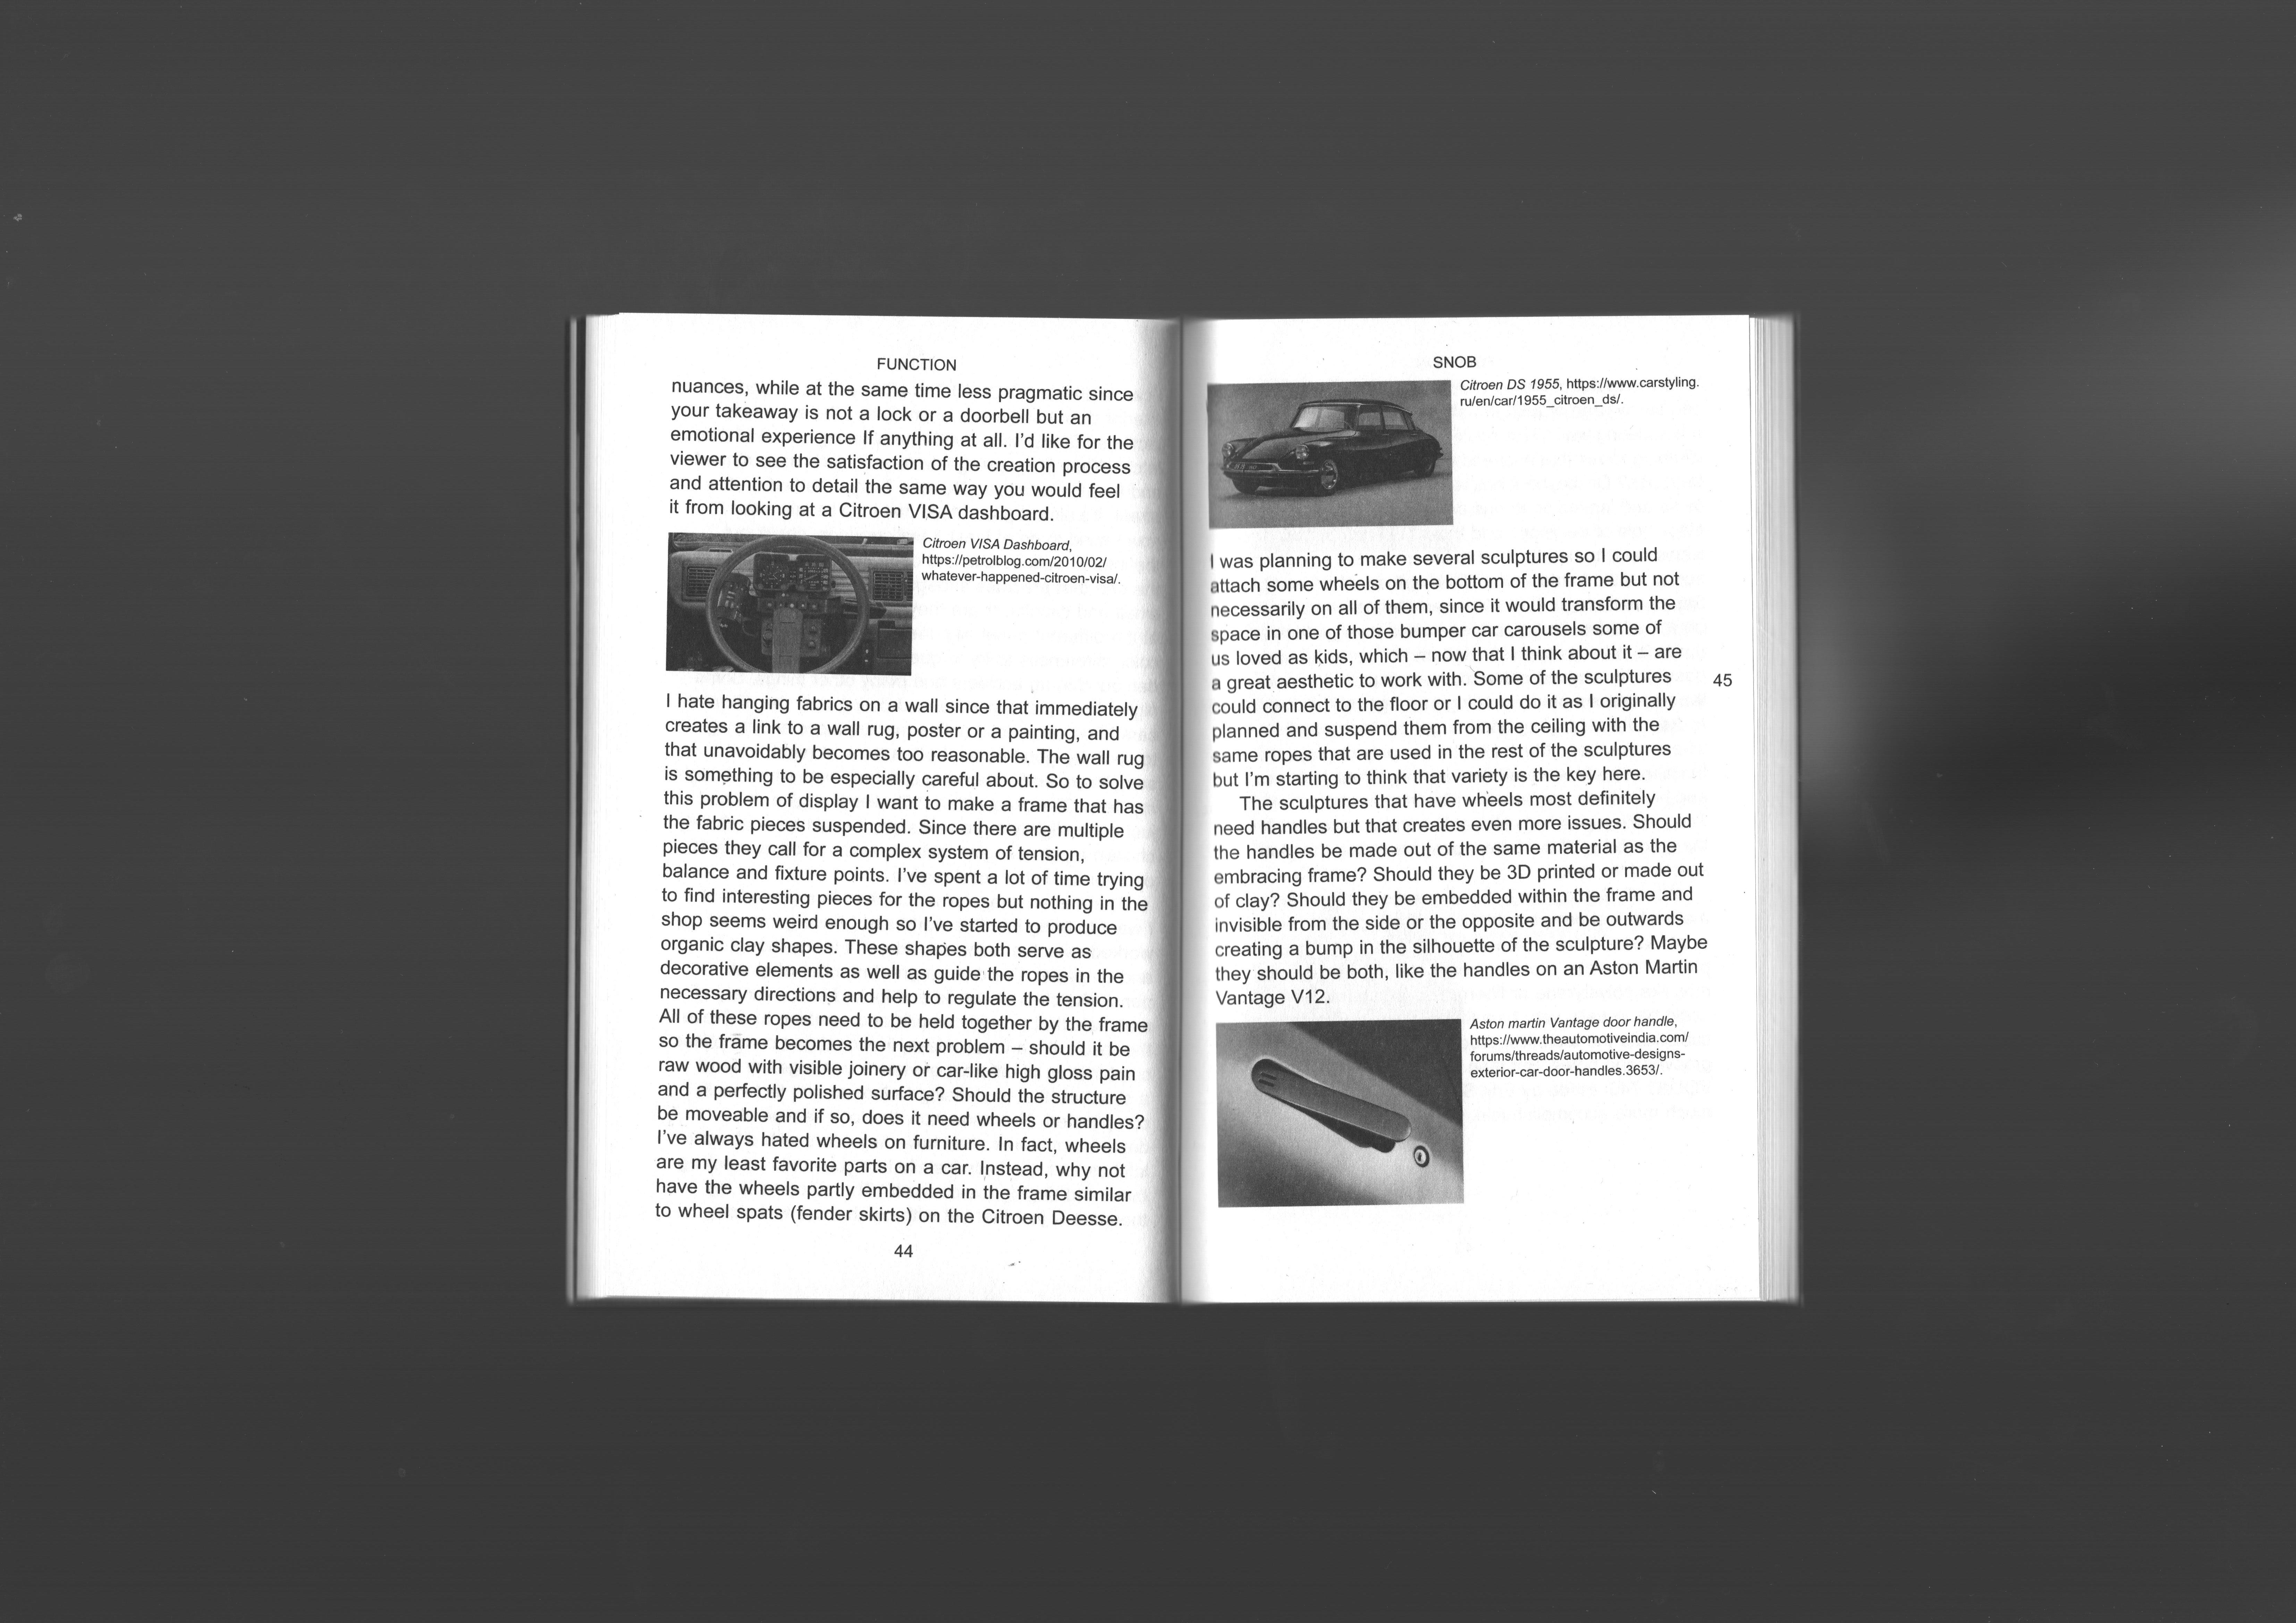 FUNCTION
nuances, while at the same time less pragmatic since
your takeaway is not a lock or a doorbell but an
emotional experience If anything at all. I'd like for the
viewer to see the satisfaction of the creation process
and attention to detail the same way you would feel
it from looking at a Citroen VISA dashboard.
Citroen VISA Dashboard,
https://petrolblog.com/2010/02/
whatever-happened-citroen-visa/.
I hate hanging fabrics on a wall since that immediately
creates a link to a wall rug, poster or a painting, and
that unavoidably becomes too reasonable. The wall rug
is something to be especially careful about. So to solve
this problem of display I want to make a frame that has
the fabric pieces suspended. Since there are multiple
pieces they call for a complex system of tension,
balance and fixture points. I've spent a lot of time trying
to find interesting pieces for the ropes but nothing in the
shop seems weird enough so I've started to produce
organic clay shapes. These shapes both serve as
decorative elements as well as guide the ropes in the
necessary directions and help to regulate the tension.
All of these ropes need to be held together by the frame
so the frame becomes the next problem – should it be
raw wood with visible joinery or car-like high gloss pain
and a perfectly polished surface? Should the structure
be moveable and if so, does it need wheels or handles?
I've always hated wheels on furniture. In fact, wheels
are my least favorite parts on a car. Instead, why not
have the wheels partly embedded in the frame similar
to wheel spats (fender skirts) on the Citroen Deesse.
44
SNOB
Citroen DS 1955, https://www.carstyling.
ru/en/car/1955_citroen_ds/.
I was planning to make several sculptures so I could
attach some wheels on the bottom of the frame but not
necessarily on all of them, since it would transform the
space in one of those bumper car carousels some of
us loved as kids, which – now that I think about it – are
a great aesthetic to work with. Some of the sculptures
could connect to the floor or I could do it as I originally
planned and suspend them from the ceiling with the
same ropes that are used in the rest of the sculptures
but I'm starting to think that variety is the key here.
The sculptures that have wheels most definitely
need handles but that creates even more issues. Should
the handles be made out of the same material as the
embracing frame? Should they be 3D printed or made out
of clay? Should they be embedded within the frame and
invisible from the side or the opposite and be outwards
creating a bump in the silhouette of the sculpture? Maybe
they should be both, like the handles on an Aston Martin
Vantage V12.
45
Aston martin Vantage door handle,
https://www.theautomotiveindia.com/
forums/threads/automotive-designs-
exterior-car-door-handles.3653/.